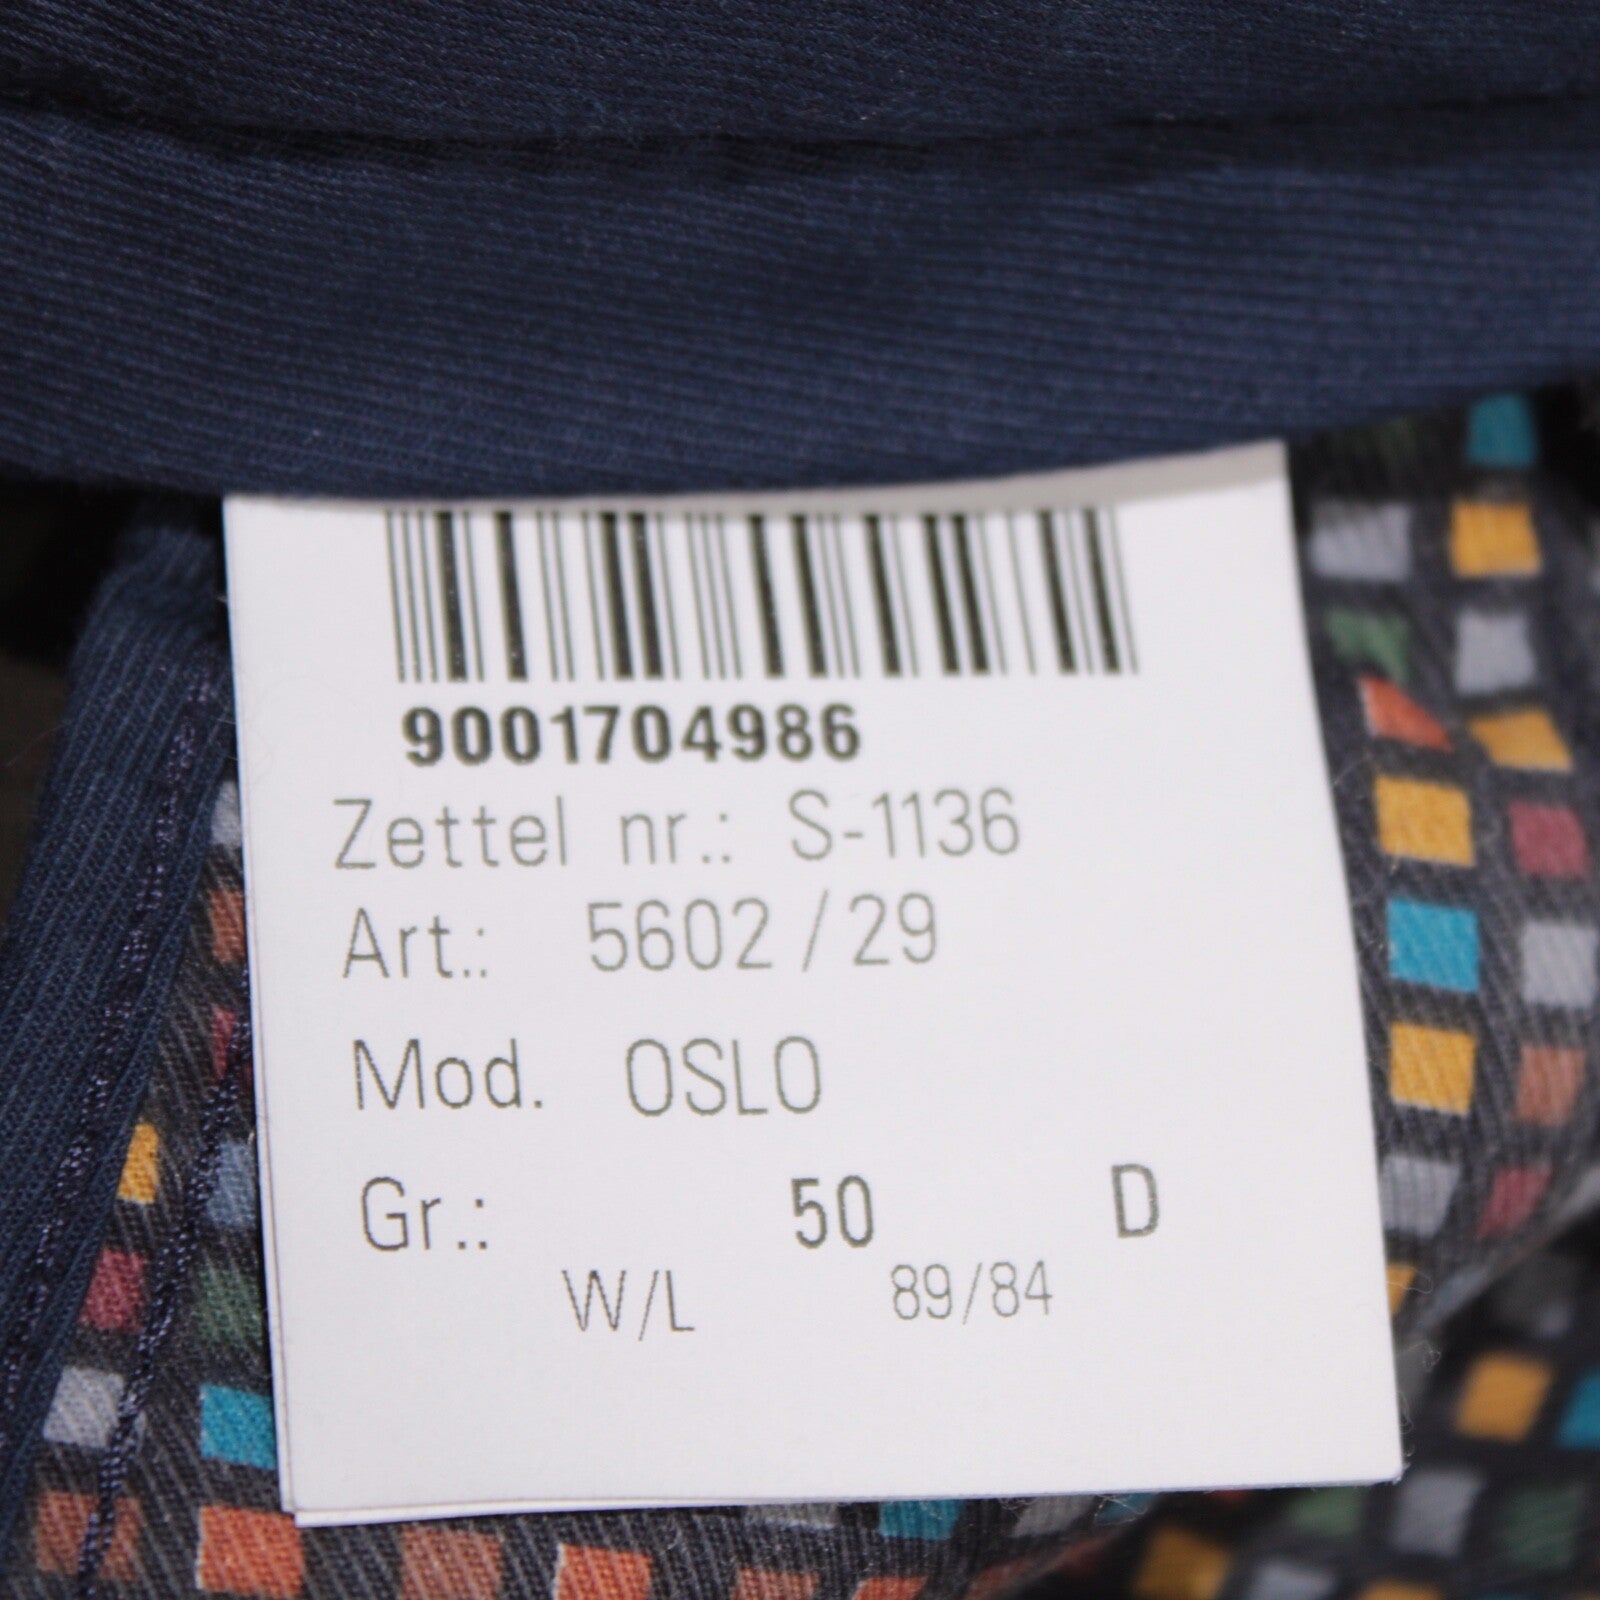 9001704986
Zettel nr.: S-1136
Art.: 5602/29
Mod. OSLO
Gr.: 50 D
W/L 89/84